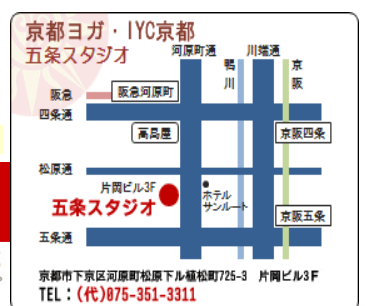 京都ヨガ・IYC京都
五条スタジオ
河原町通
川端通
鴨川
京阪
阪急
阪急河原町
四条通
高島屋
京阪四条
松原通
片岡ビル3F
五条スタジオ
ホテル
サンルート
京阪五条
五条通
京都市下京区河原町松原下ル植松町725-3 片岡ビル3F
TEL：(代)075-351-3311